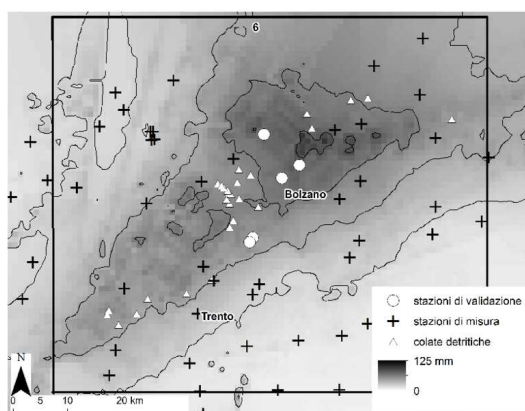 6
Bolzano
Trento
stazioni di validazione
stazioni di misura
colate detritiche
125 mm
0
N
0 5 10 20 km